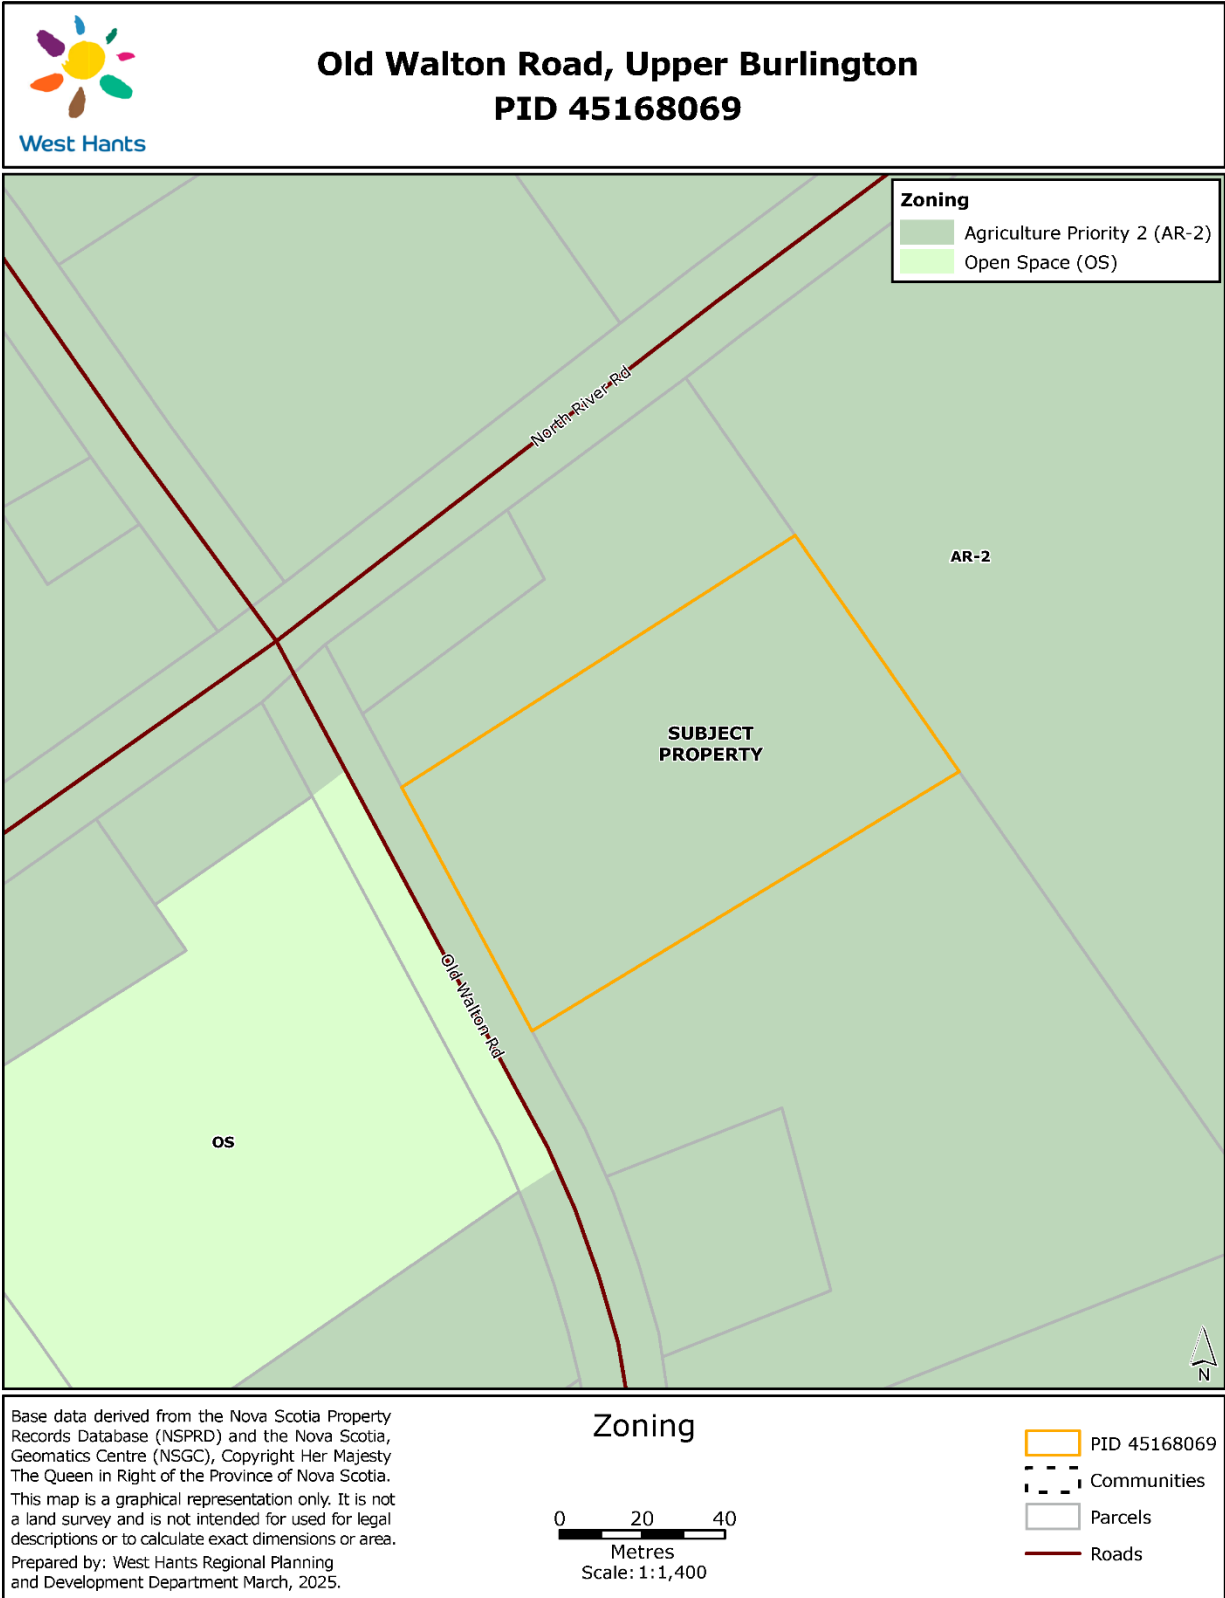 West Hants
Old Walton Road, Upper Burlington
PID 45168069
Zoning
Agriculture Priority 2 (AR-2)
Open Space (OS)
North River Rd
AR-2
SUBJECT
PROPERTY
Old Walton Rd
OS
N
Base data derived from the Nova Scotia Property
Records Database (NSPRD) and the Nova Scotia,
Geomatics Centre (NSGC), Copyright Her Majesty
The Queen in Right of the Province of Nova Scotia.
This map is a graphical representation only. It is not
a land survey and is not intended for used for legal
descriptions or to calculate exact dimensions or area.
Prepared by: West Hants Regional Planning
and Development Department March, 2025.
Zoning
0 20 40
Metres
Scale: 1:1,400
PID 45168069
Communities
Parcels
Roads